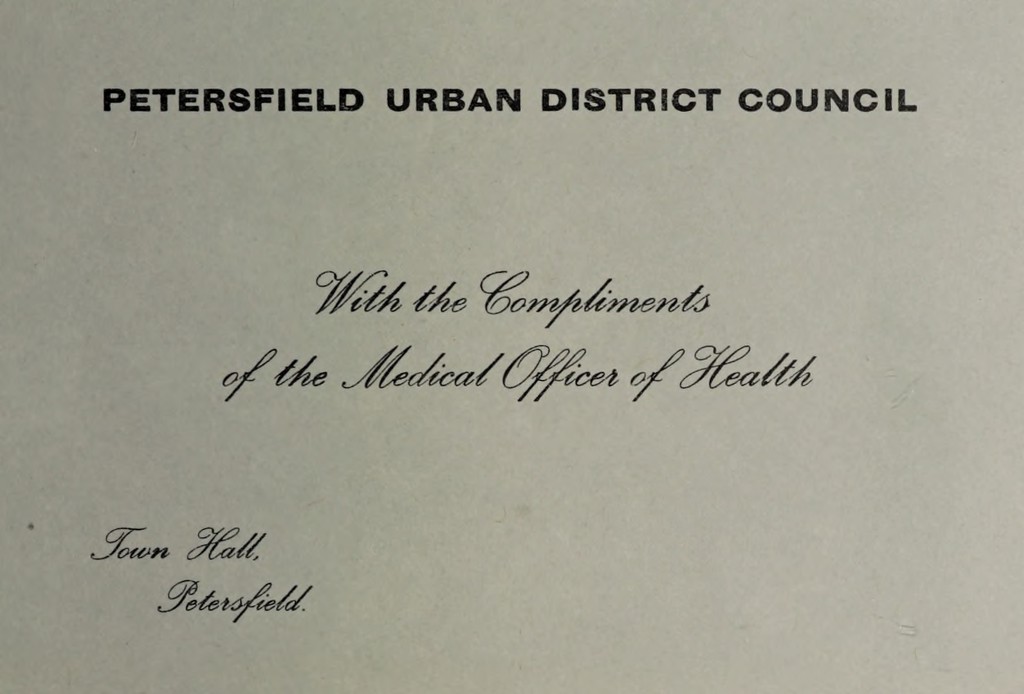 PETERSFIELD URBAN DISTRICT COUNCIL
With the Compliments
of the Medical Officer of Health
Town Hall,
Petersfield.